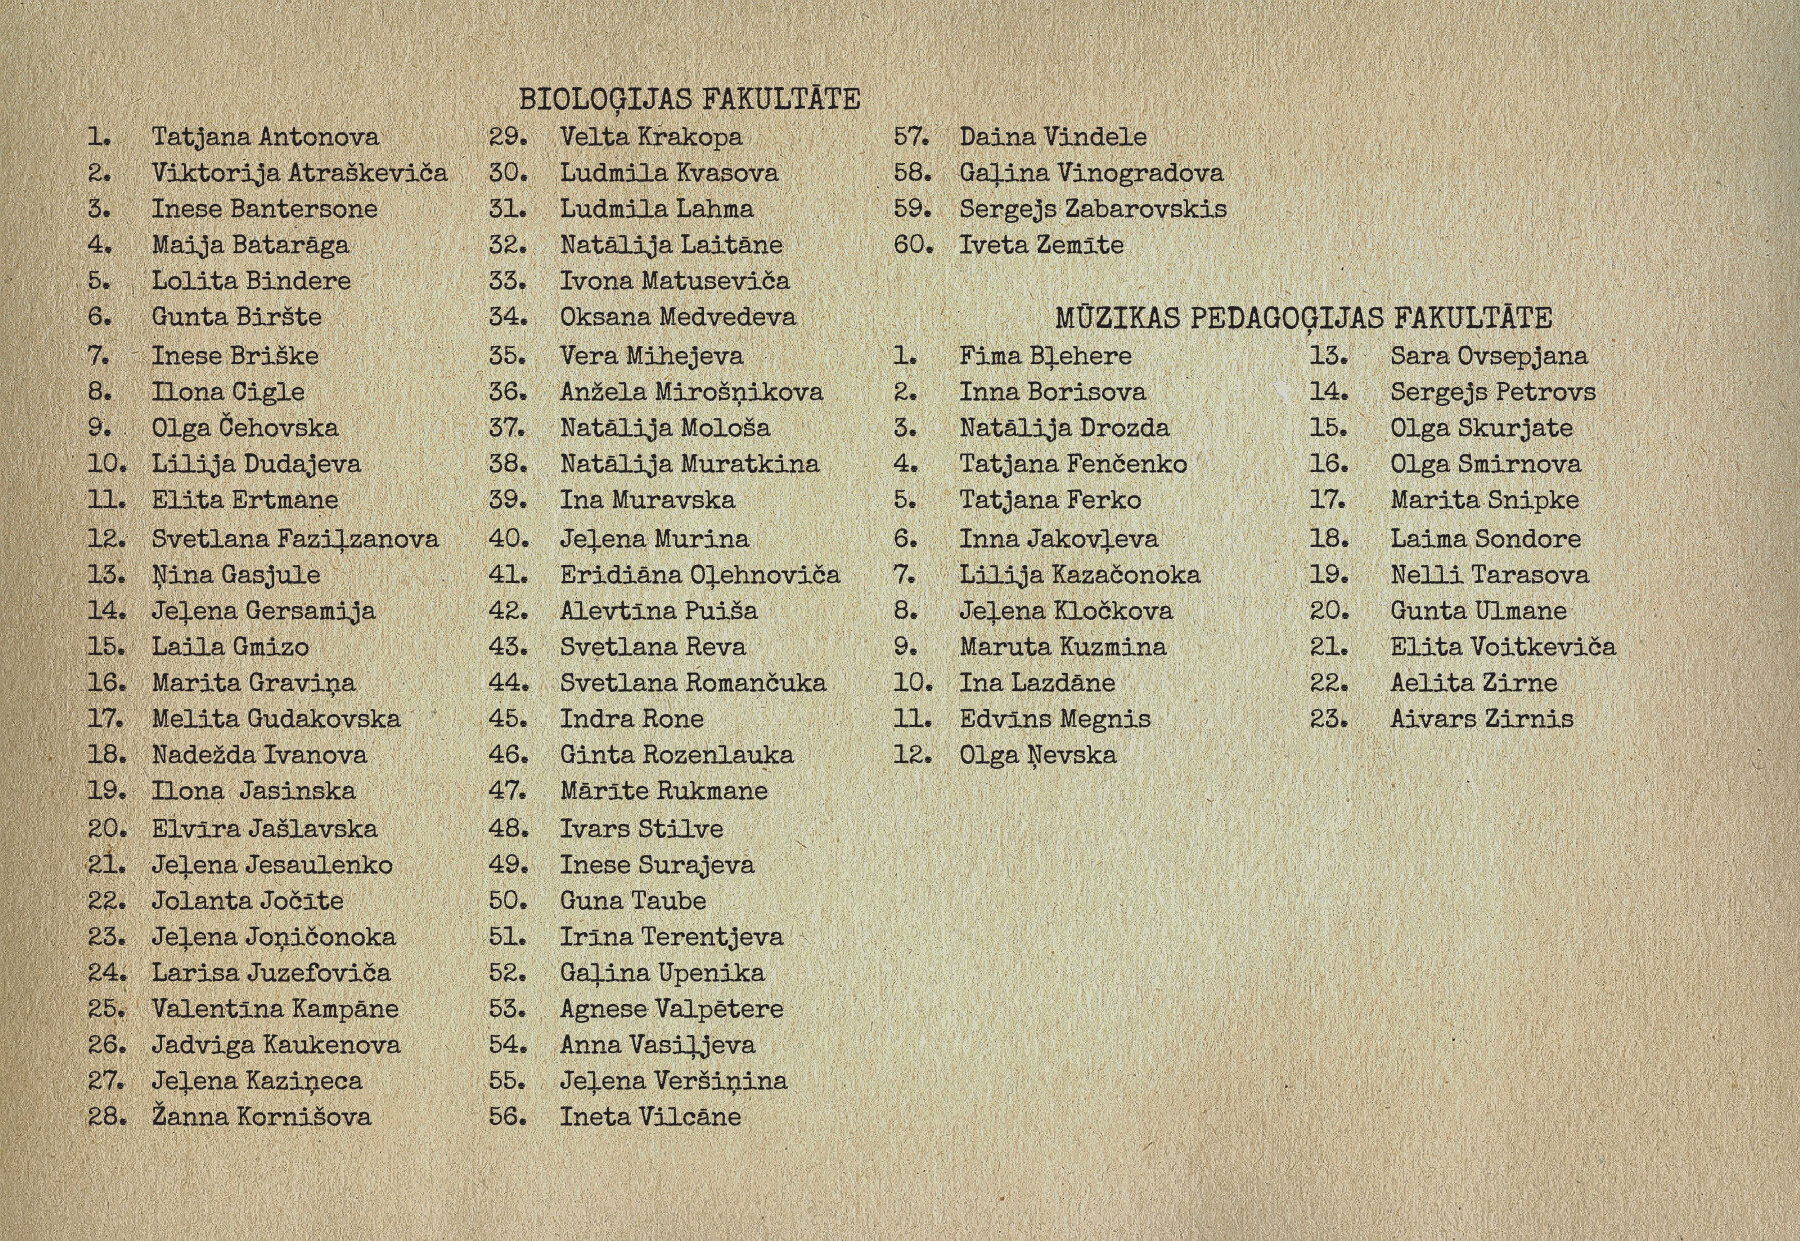 BIOLOĢIJAS FAKULTĀTE
1. Tatjana Antonova
2. Viktorija Atraškeviča
3. Inese Bantersone
4. Maija Batarāga
5. Lolita Bindere
6. Gunta Biršte
7. Inese Briške
8. Ilona Cigle
9. Olga Čehovska
10. Lilija Dudajeva
11. Elita Ertmane
12. Svetlana Faziļzanova
13. Ņina Gasjule
14. Jeļena Gersamija
15. Laila Gmizo
16. Marita Graviņa
17. Melita Gudakovska
18. Nadežda Ivanova
19. Ilona Jasinska
20. Elvīra Jašlavska
21. Jeļena Jesaulenko
22. Jolanta Jočīte
23. Jeļena Joņičonoka
24. Larisa Juzefoviča
25. Valentīna Kampāne
26. Jadviga Kaukenova
27. Jeļena Kaziņeca
28. Žanna Kornišova
29. Velta Krakopa
30. Ludmila Kvasova
31. Ludmila Lahma
32. Natālija Laitāne
33. Ivona Matuseviča
34. Oksana Medvedeva
35. Vera Mihejeva
36. Anžela Mirošņikova
37. Natālija Mološa
38. Natālija Muratkina
39. Ina Muravska
40. Jeļena Murina
41. Eridiāna Oļehnoviča
42. Alevtīna Puiša
43. Svetlana Reva
44. Svetlana Romančuka
45. Indra Rone
46. Ginta Rozenlauka
47. Mārīte Rukmane
48. Ivars Stilve
49. Inese Surajeva
50. Guna Taube
51. Irīna Terentjeva
52. Gaļina Upenika
53. Agnese Valpētere
54. Anna Vasiļjeva
55. Jeļena Veršiņina
56. Ineta Vilcāne
57. Daina Vindele
58. Gaļina Vinogradova
59. Sergejs Zabarovskis
60. Iveta Zemīte
MŪZIKAS PEDAGOĢIJAS FAKULTĀTE
1. Fima Bļehere
2. Inna Borisova
3. Natālija Drozda
4. Tatjana Fenčenko
5. Tatjana Ferko
6. Inna Jakovļeva
7. Lilija Kazačonoka
8. Jeļena Kločkova
9. Maruta Kuzmina
10. Ina Lazdāne
11. Edvīns Megnis
12. Olga Ņevska
13. Sara Ovsepjana
14. Sergejs Petrovs
15. Olga Skurjate
16. Olga Smirnova
17. Marita Snipke
18. Laima Sondore
19. Nelli Tarasova
20. Gunta Ulmane
21. Elita Voitkeviča
22. Aelita Zirne
23. Aivars Zirnis